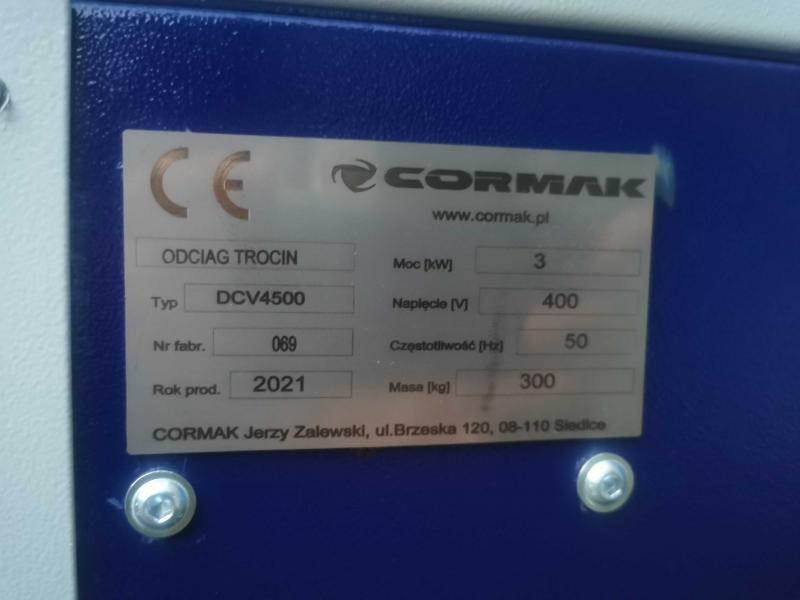 CE CORMAK
www.cormak.pl
ODCIĄG TROCIN
Typ DCV4500
Nr fabr. 069
Rok prod. 2021
Moc [kW] 3
Napięcie [V] 400
Częstotliwość [Hz] 50
Masa [kg] 300
CORMAK Jerzy Zalewski, ul.Brzeska 120, 08-110 Siedlce